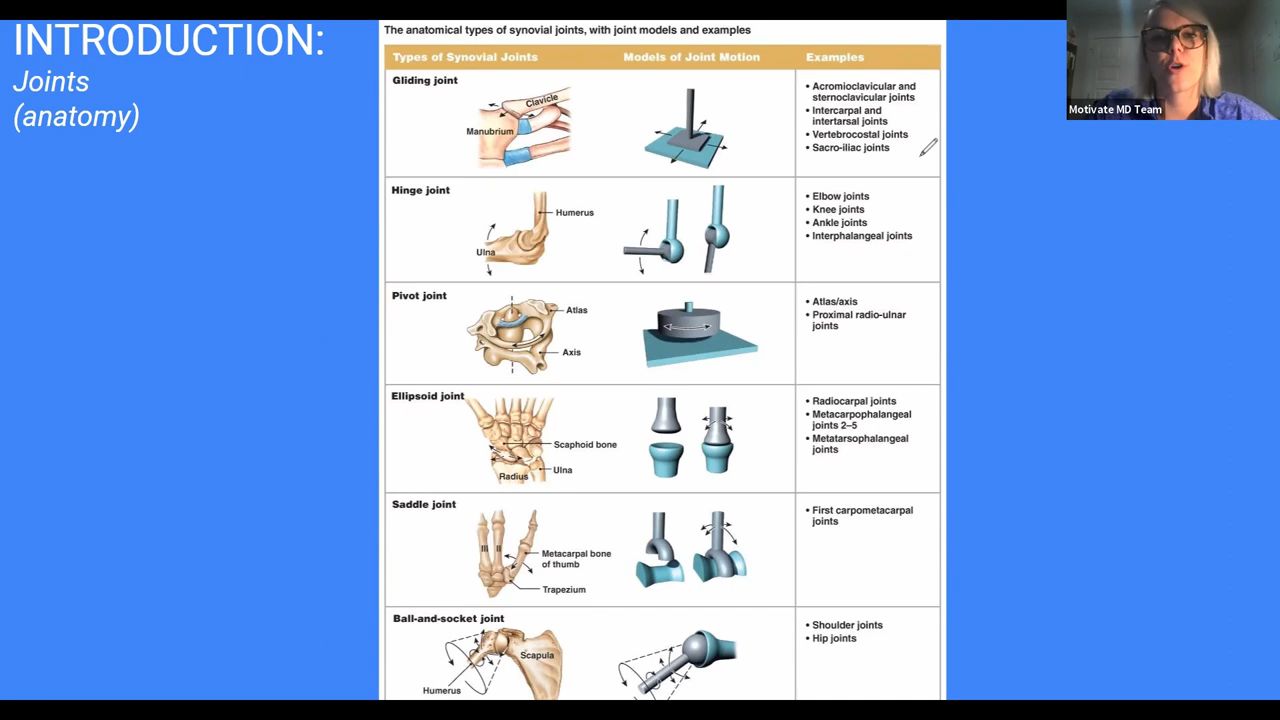 INTRODUCTION:
Joints
(anatomy)
The anatomical types of synovial joints, with joint models and examples
Types of Synovial Joints
Models of Joint Motion
Examples
Gliding joint
Clavicle
Manubrium
• Acromioclavicular and
sternoclavicular joints
• Intercarpal and
intertarsal joints
• Vertebrocostal joints
• Sacro-iliac joints
Hinge joint
Humerus
Ulna
• Elbow joints
• Knee joints
• Ankle joints
• Interphalangeal joints
Pivot joint
Atlas
Axis
• Atlas/axis
• Proximal radio-ulnar
joints
Ellipsoid joint
Scaphoid bone
Ulna
Radius
• Radiocarpal joints
• Metacarpophalangeal
joints 2–5
• Metatarsophalangeal
joints
Saddle joint
III II
Metacarpal bone
of thumb
Trapezium
• First carpometacarpal
joints
Ball-and-socket joint
Scapula
Humerus
• Shoulder joints
• Hip joints
Motivate MD Team